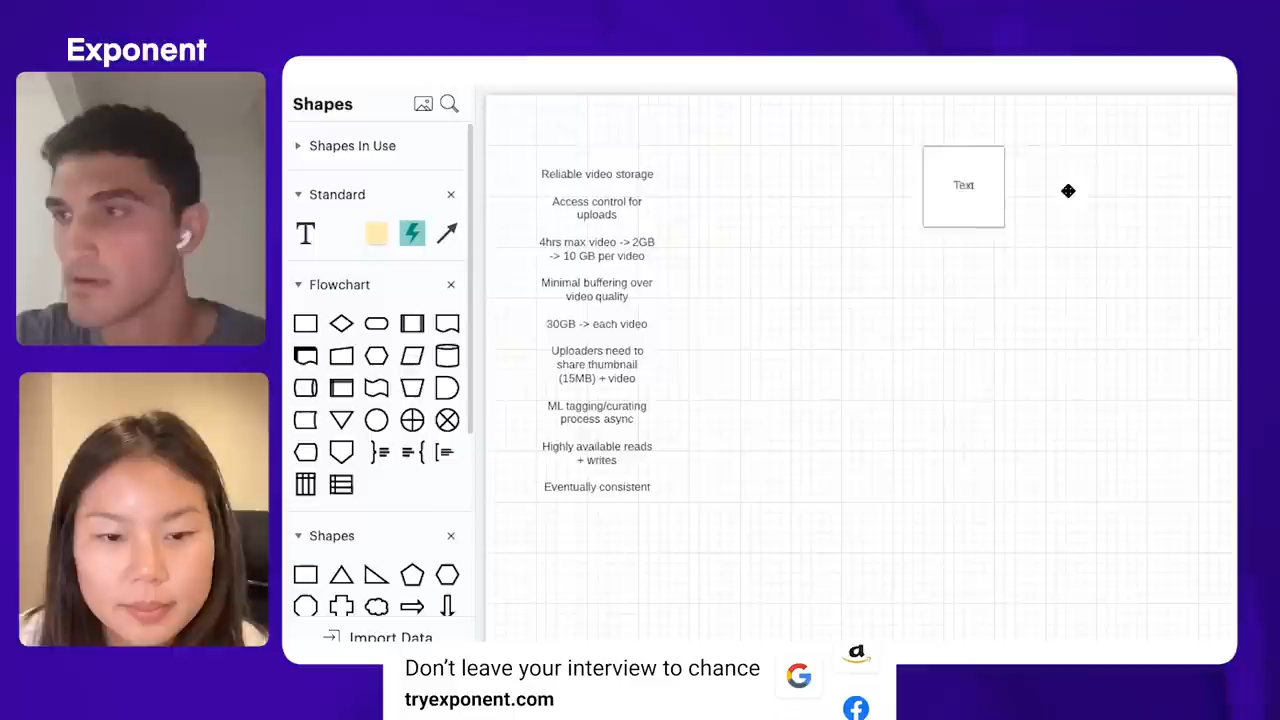 Exponent
Shapes
Shapes In Use
Standard
T
Flowchart
Shapes
Import Data
Reliable video storage
Access control for
uploads
4hrs max video -> 2GB
-> 10 GB per video
Minimal buffering over
video quality
30GB -> each video
Uploaders need to
share thumbnail
(15MB) + video
ML tagging/curating
process async
Highly available reads
+ writes
Eventually consistent
Text
Don't leave your interview to chance
tryexponent.com